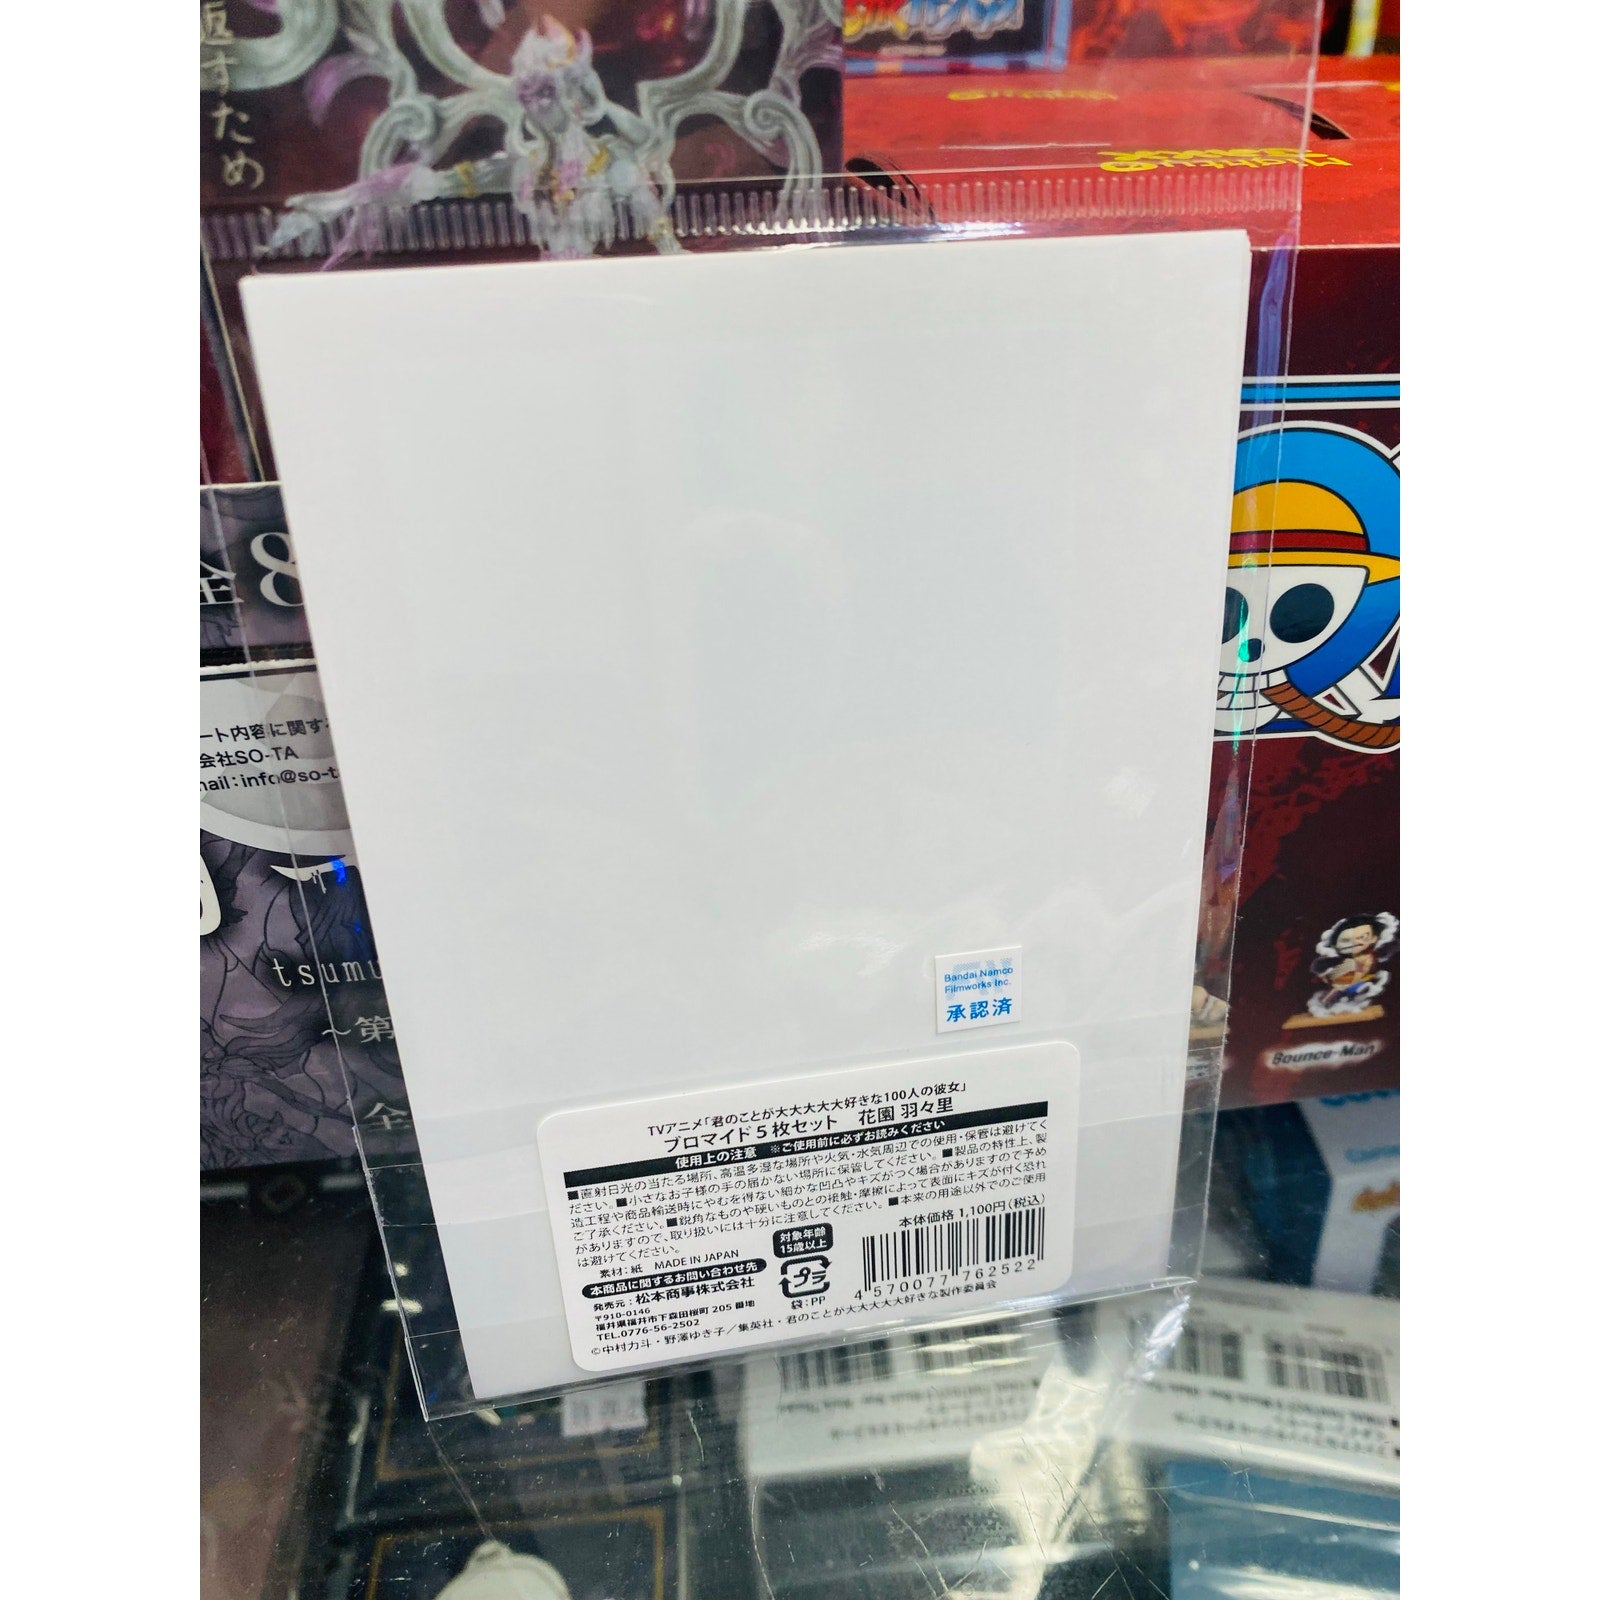 返すため
全8
ート内容に関す
会社SO-TA
mail:info@so-t
tsumu
～第
全
Bounce-Man
Bandai Namco
Filmworks Inc.
承認済
TVアニメ「君のことが大大大大大好きな100人の彼女」
ブロマイド5枚セット 花園 羽々里
使用上の注意 ※ご使用前に必ずお読みください
■直射日光の当たる場所、高温多湿な場所や火気・水気周辺での使用・保管は避けてく
ださい。■小さなお子様の手の届かない場所に保管してください。■製品の特性上、製
造工程や商品輸送時にやむを得ない細かな凹凸やキズがつく場合がありますので予め
ご了承ください。■鋭角なものや硬いものとの接触・摩擦によって表面にキズが付く恐れ
がありますので、取り扱いには十分に注意してください。■本来の用途以外でのご使用
は避けてください。
素材：紙 MADE IN JAPAN
本商品に関するお問い合わせ先
発売元：松本商事株式会社
〒910-0146
福井県福井市下森田桜町 205 番地
TEL.0776-56-2502
対象年齢
15歳以上
プラ
袋：PP
本体価格 1,100円(税込)
4 570077 762522
©中村力斗・野澤ゆき子／集英社・君のことが大大大大大好きな製作委員会